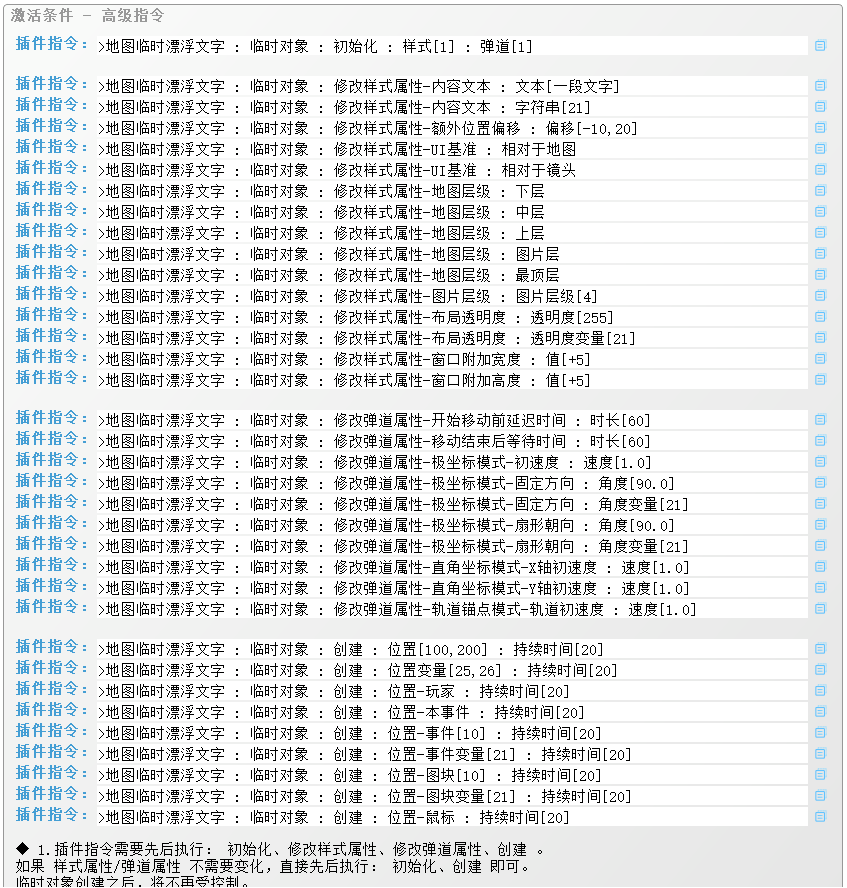 激活条件 - 高级指令
插件指令： >地图临时漂浮文字 : 临时对象 : 初始化 : 样式[1] : 弹道[1]
插件指令： >地图临时漂浮文字 : 临时对象 : 修改样式属性-内容文本 : 文本[一段文字]
插件指令： >地图临时漂浮文字 : 临时对象 : 修改样式属性-内容文本 : 字符串[21]
插件指令： >地图临时漂浮文字 : 临时对象 : 修改样式属性-额外位置偏移 : 偏移[-10,20]
插件指令： >地图临时漂浮文字 : 临时对象 : 修改样式属性-UI基准 : 相对于地图
插件指令： >地图临时漂浮文字 : 临时对象 : 修改样式属性-UI基准 : 相对于镜头
插件指令： >地图临时漂浮文字 : 临时对象 : 修改样式属性-地图层级 : 下层
插件指令： >地图临时漂浮文字 : 临时对象 : 修改样式属性-地图层级 : 中层
插件指令： >地图临时漂浮文字 : 临时对象 : 修改样式属性-地图层级 : 上层
插件指令： >地图临时漂浮文字 : 临时对象 : 修改样式属性-地图层级 : 图片层
插件指令： >地图临时漂浮文字 : 临时对象 : 修改样式属性-地图层级 : 最顶层
插件指令： >地图临时漂浮文字 : 临时对象 : 修改样式属性-图片层级 : 图片层级[4]
插件指令： >地图临时漂浮文字 : 临时对象 : 修改样式属性-布局透明度 : 透明度[255]
插件指令： >地图临时漂浮文字 : 临时对象 : 修改样式属性-布局透明度 : 透明度变量[21]
插件指令： >地图临时漂浮文字 : 临时对象 : 修改样式属性-窗口附加宽度 : 值[+5]
插件指令： >地图临时漂浮文字 : 临时对象 : 修改样式属性-窗口附加高度 : 值[+5]
插件指令： >地图临时漂浮文字 : 临时对象 : 修改弹道属性-开始移动前延迟时间 : 时长[60]
插件指令： >地图临时漂浮文字 : 临时对象 : 修改弹道属性-移动结束后等待时间 : 时长[60]
插件指令： >地图临时漂浮文字 : 临时对象 : 修改弹道属性-极坐标模式-初速度 : 速度[1.0]
插件指令： >地图临时漂浮文字 : 临时对象 : 修改弹道属性-极坐标模式-固定方向 : 角度[90.0]
插件指令： >地图临时漂浮文字 : 临时对象 : 修改弹道属性-极坐标模式-固定方向 : 角度变量[21]
插件指令： >地图临时漂浮文字 : 临时对象 : 修改弹道属性-极坐标模式-扇形朝向 : 角度[90.0]
插件指令： >地图临时漂浮文字 : 临时对象 : 修改弹道属性-极坐标模式-扇形朝向 : 角度变量[21]
插件指令： >地图临时漂浮文字 : 临时对象 : 修改弹道属性-直角坐标模式-X轴初速度 : 速度[1.0]
插件指令： >地图临时漂浮文字 : 临时对象 : 修改弹道属性-直角坐标模式-Y轴初速度 : 速度[1.0]
插件指令： >地图临时漂浮文字 : 临时对象 : 修改弹道属性-轨道锚点模式-轨道初速度 : 速度[1.0]
插件指令： >地图临时漂浮文字 : 临时对象 : 创建 : 位置[100,200] : 持续时间[20]
插件指令： >地图临时漂浮文字 : 临时对象 : 创建 : 位置变量[25,26] : 持续时间[20]
插件指令： >地图临时漂浮文字 : 临时对象 : 创建 : 位置-玩家 : 持续时间[20]
插件指令： >地图临时漂浮文字 : 临时对象 : 创建 : 位置-本事件 : 持续时间[20]
插件指令： >地图临时漂浮文字 : 临时对象 : 创建 : 位置-事件[10] : 持续时间[20]
插件指令： >地图临时漂浮文字 : 临时对象 : 创建 : 位置-事件变量[21] : 持续时间[20]
插件指令： >地图临时漂浮文字 : 临时对象 : 创建 : 位置-图块[10] : 持续时间[20]
插件指令： >地图临时漂浮文字 : 临时对象 : 创建 : 位置-图块变量[21] : 持续时间[20]
插件指令： >地图临时漂浮文字 : 临时对象 : 创建 : 位置-鼠标 : 持续时间[20]
◆ 1.插件指令需要先后执行： 初始化、修改样式属性、修改弹道属性、创建 。
如果 样式属性/弹道属性 不需要变化，直接先后执行： 初始化、创建 即可。
临时对象创建之后，将不再受控制。